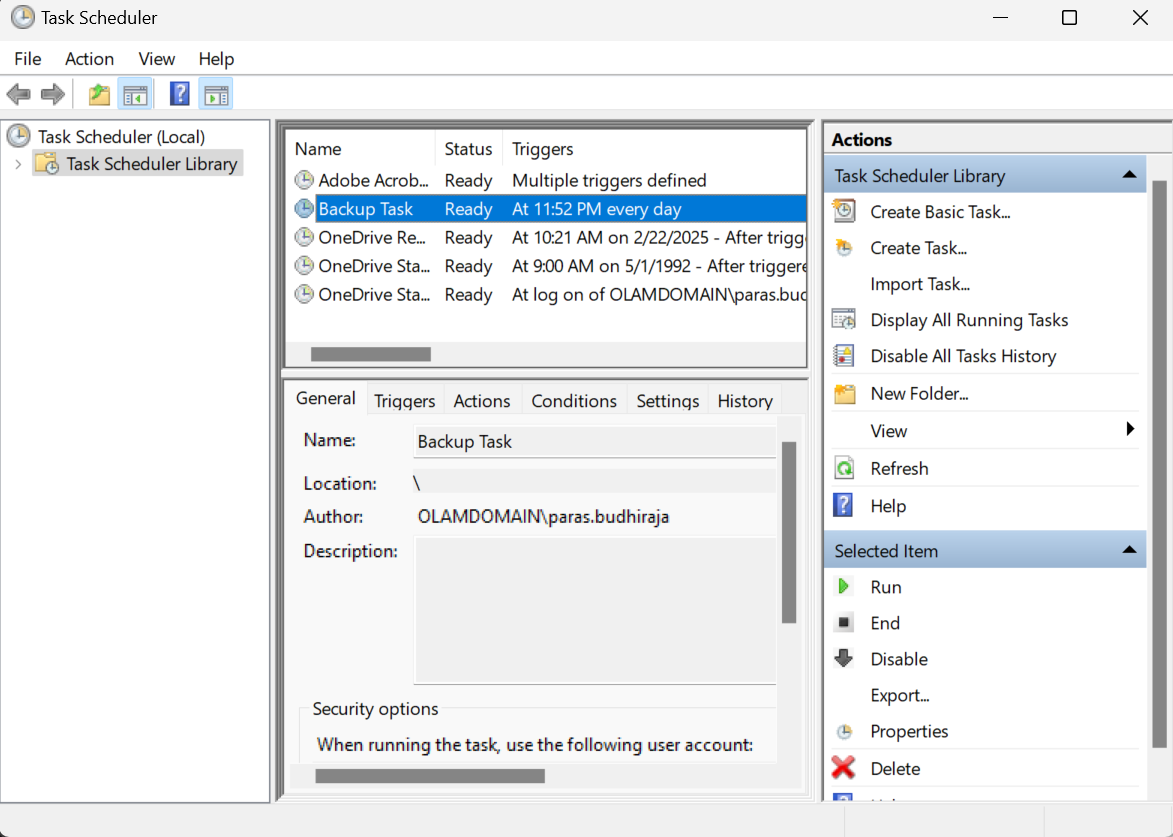 Task Scheduler
File Action View Help
Task Scheduler (Local)
Task Scheduler Library
Name Status Triggers
Adobe Acrob... Ready Multiple triggers defined
Backup Task Ready At 11:52 PM every day
OneDrive Re... Ready At 10:21 AM on 2/22/2025 - After trigg
OneDrive Sta... Ready At 9:00 AM on 5/1/1992 - After triggere
OneDrive Sta... Ready At log on of OLAMDOMAIN\paras.bud
General Triggers Actions Conditions Settings History
Name: Backup Task
Location: \
Author: OLAMDOMAIN\paras.budhiraja
Description:
Security options
When running the task, use the following user account:
Actions
Task Scheduler Library
Create Basic Task...
Create Task...
Import Task...
Display All Running Tasks
Disable All Tasks History
New Folder...
View
Refresh
Help
Selected Item
Run
End
Disable
Export...
Properties
Delete